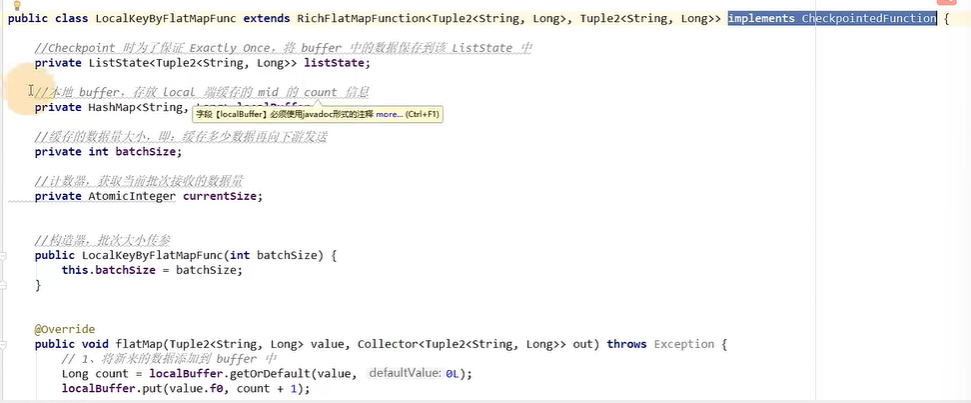 public class LocalKeyByFlatMapFunc extends RichFlatMapFunction<Tuple2<String, Long>, Tuple2<String, Long>> implements CheckpointedFunction {
//Checkpoint 时为了保证 Exactly Once，将 buffer 中的数据保存到该 ListState 中
private ListState<Tuple2<String, Long>> listState;
//本地 buffer，存放 local 端缓存的 mid 的 count 信息
private HashMap<String,
字段【localBuffer】必须使用javadoc形式的注释 more... (Ctrl+F1)
//缓存的数据量大小，即：缓存多少数据再向下游发送
private int batchSize;
//计数器，获取当前批次接收的数据量
private AtomicInteger currentSize;
//构造器，批次大小传参
public LocalKeyByFlatMapFunc(int batchSize) {
this.batchSize = batchSize;
}
@Override
public void flatMap(Tuple2<String, Long> value, Collector<Tuple2<String, Long>> out) throws Exception {
// 1、将新来的数据添加到 buffer 中
Long count = localBuffer.getOrDefault(value, defaultValue: 0L);
localBuffer.put(value.f0, count + 1);